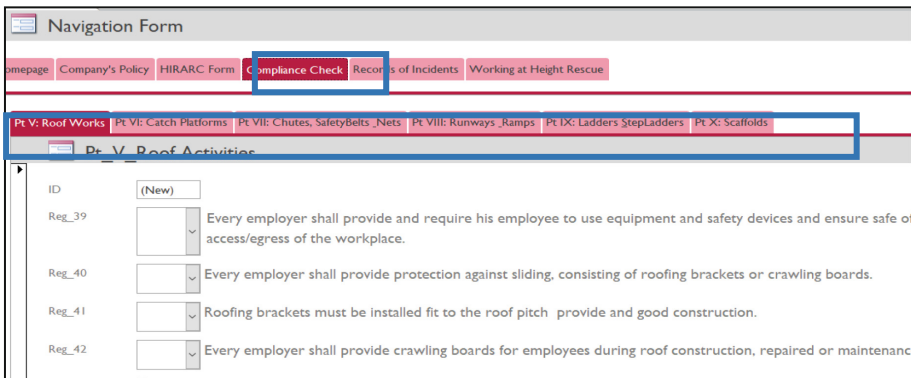 Navigation Form
omepage Company's Policy HIRARC Form Compliance Check Records of Incidents Working at Height Rescue
Pt V: Roof Works Pt VI: Catch Platforms Pt VII: Chutes, SafetyBelts _Nets Pt VIII: Runways _Ramps Pt IX: Ladders StepLadders Pt X: Scaffolds
Pt_V_Roof Activities
ID (New)
Reg_39 Every employer shall provide and require his employee to use equipment and safety devices and ensure safe of
access/egress of the workplace.
Reg_40 Every employer shall provide protection against sliding, consisting of roofing brackets or crawling boards.
Reg_41 Roofing brackets must be installed fit to the roof pitch provide and good construction.
Reg_42 Every employer shall provide crawling boards for employees during roof construction, repaired or maintenanc